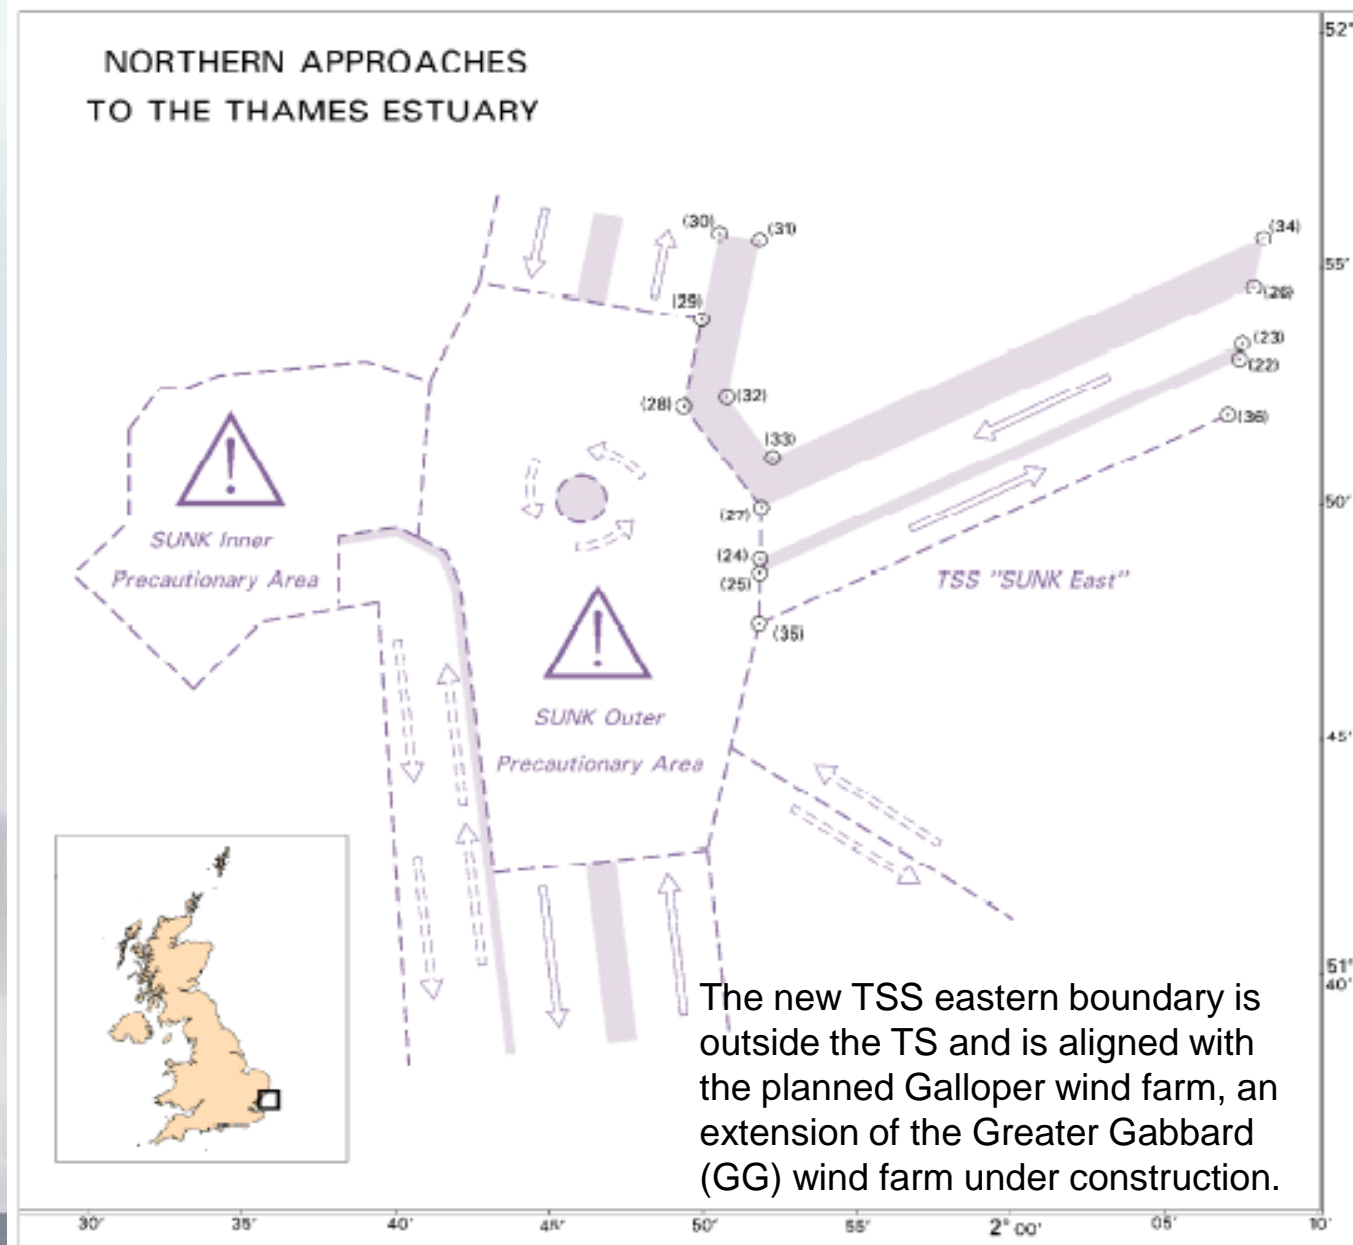 NORTHERN APPROACHES
TO THE THAMES ESTUARY
52°
(30)
(31)
(34)
55'
(29)
(26)
(23)
(22)
(28)
(32)
(36)
(33)
50'
(27)
SUNK Inner
(24)
Precautionary Area
(25)
TSS "SUNK East"
(35)
SUNK Outer
45'
Precautionary Area
51°
40'
The new TSS eastern boundary is
outside the TS and is aligned with
the planned Galloper wind farm, an
extension of the Greater Gabbard
(GG) wind farm under construction.
30' 35' 40' 45' 50' 55' 2° 00' 05' 10'